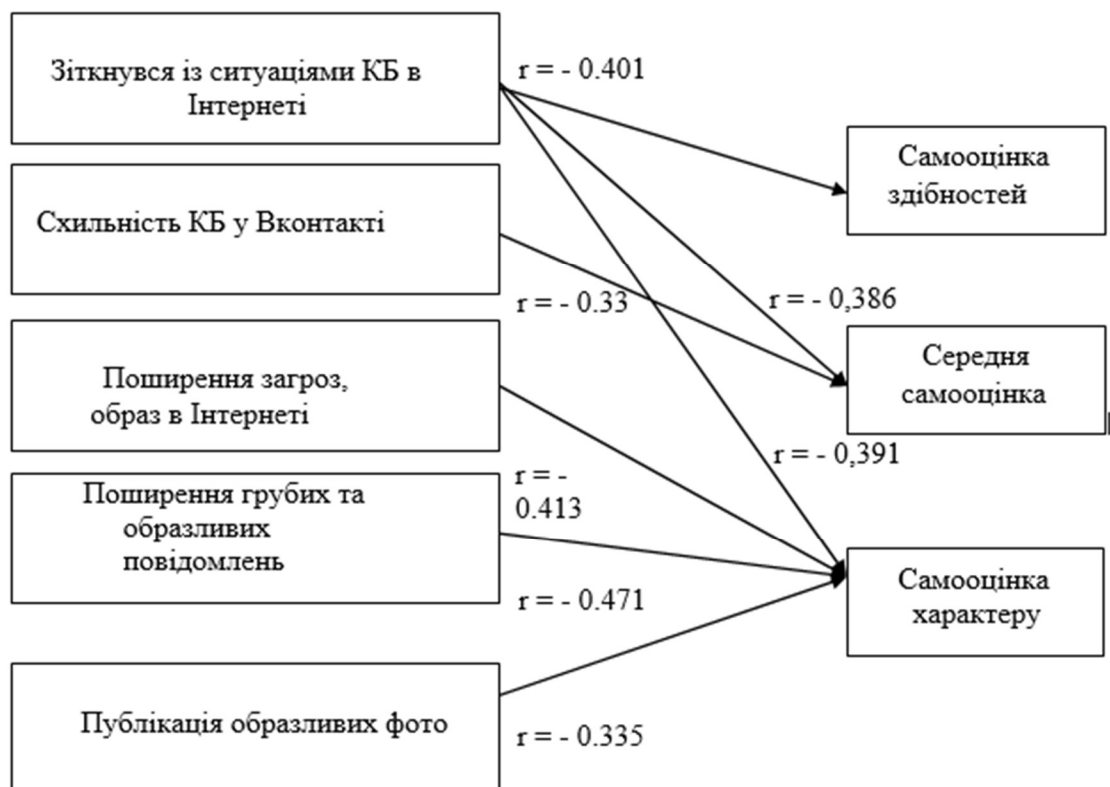 Зіткнувся із ситуаціями КБ в
Інтернеті
r = - 0.401
Самооцінка
здібностей
Схильність КБ у Вконтакті
r = - 0.33
r = - 0,386
Середня
самооцінка
Поширення загроз,
образ в Інтернеті
r = - 0,391
r = -
0.413
Поширення грубих та
образливих
повідомлень
r = - 0.471
Самооцінка
характеру
Публікація образливих фото
r = - 0.335